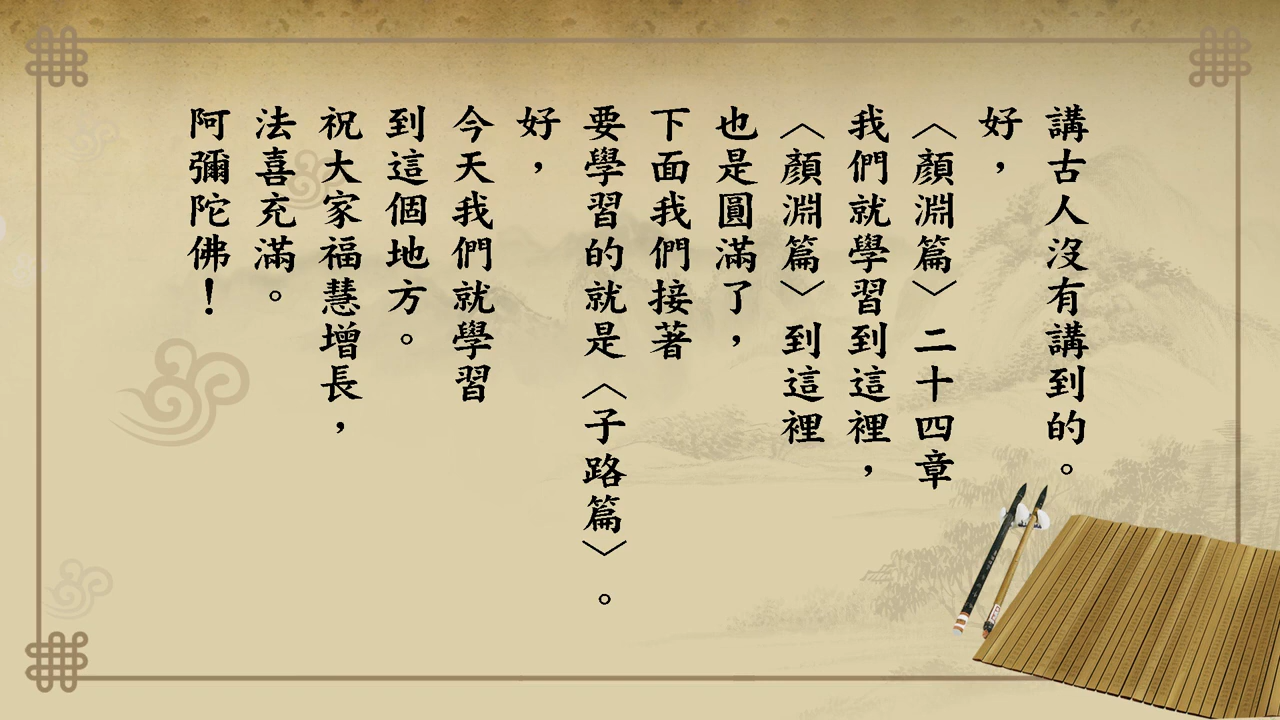 講古人沒有講到的。
好，
〈顏淵篇〉二十四章
我們就學習到這裡，
〈顏淵篇〉到這裡
也是圓滿了，
下面我們接著
要學習的就是〈子路篇〉。
好，
今天我們就學習
到這個地方。
祝大家福慧增長，
法喜充滿。
阿彌陀佛！